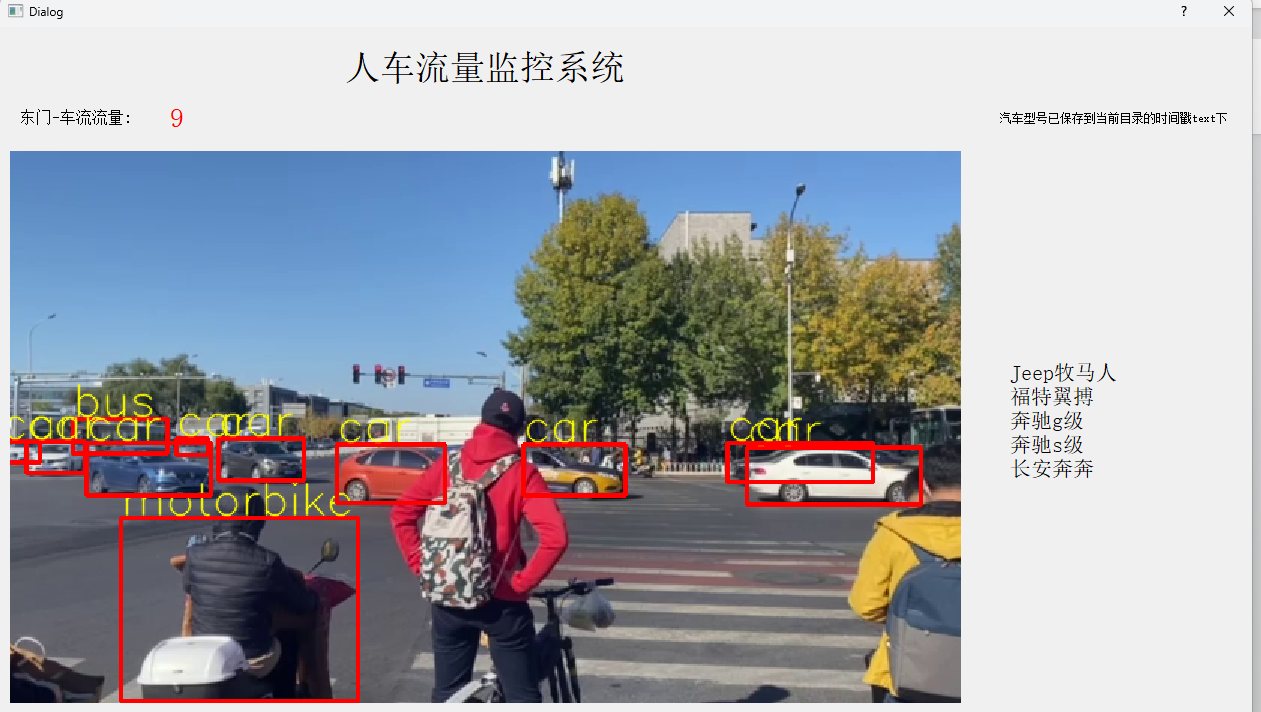 Dialog
人车流量监控系统
东门-车流流量： 9
汽车型号已保存到当前目录的时间戳text下
bus
car
car
car
car
car
car
motorbike
Jeep牧马人
福特翼搏
奔驰g级
奔驰s级
长安奔奔